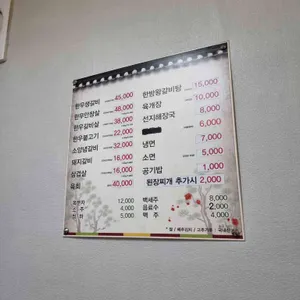 한우생갈비 45,000
한우안창살 48,000
한우갈비살 38,000
한우불고기 22,000
소양념갈비 32,000
돼지갈비 16,000
삼겹살 16,000
육회 40,000
12,000
소주 4,000
5,000
한방왕갈비탕 15,000
육개장 10,000
선지해장국 8,000
6,000
냉면 7,000
소면 5,000
공기밥 1,000
된장찌개 추가시 2,000
백세주 8,000
음료수 2,000
맥주 4,000